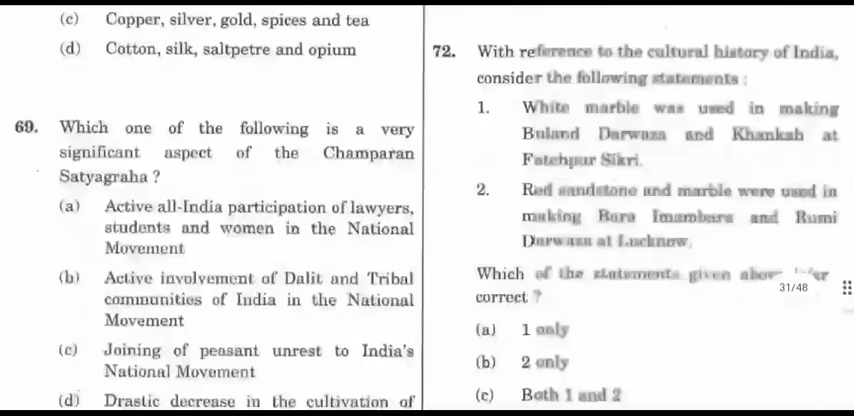 (c) Copper, silver, gold, spices and tea
(d) Cotton, silk, saltpetre and opium
69. Which one of the following is a very
significant aspect of the Champaran
Satyagraha ?
(a) Active all-India participation of lawyers,
students and women in the National
Movement
(b) Active involvement of Dalit and Tribal
communities of India in the National
Movement
(c) Joining of peasant unrest to India's
National Movement
(d) Drastic decrease in the cultivation of
72. With reference to the cultural history of India,
consider the following statements :
1. White marble was used in making
Buland Darwaza and Khankah at
Fatehpur Sikri.
2. Red sandstone and marble were used in
making Bara Imambara and Rumi
Darwaza at Lucknow.
Which of the statements given
correct ?
31/48
(a) 1 only
(b) 2 only
(c) Both 1 and 2